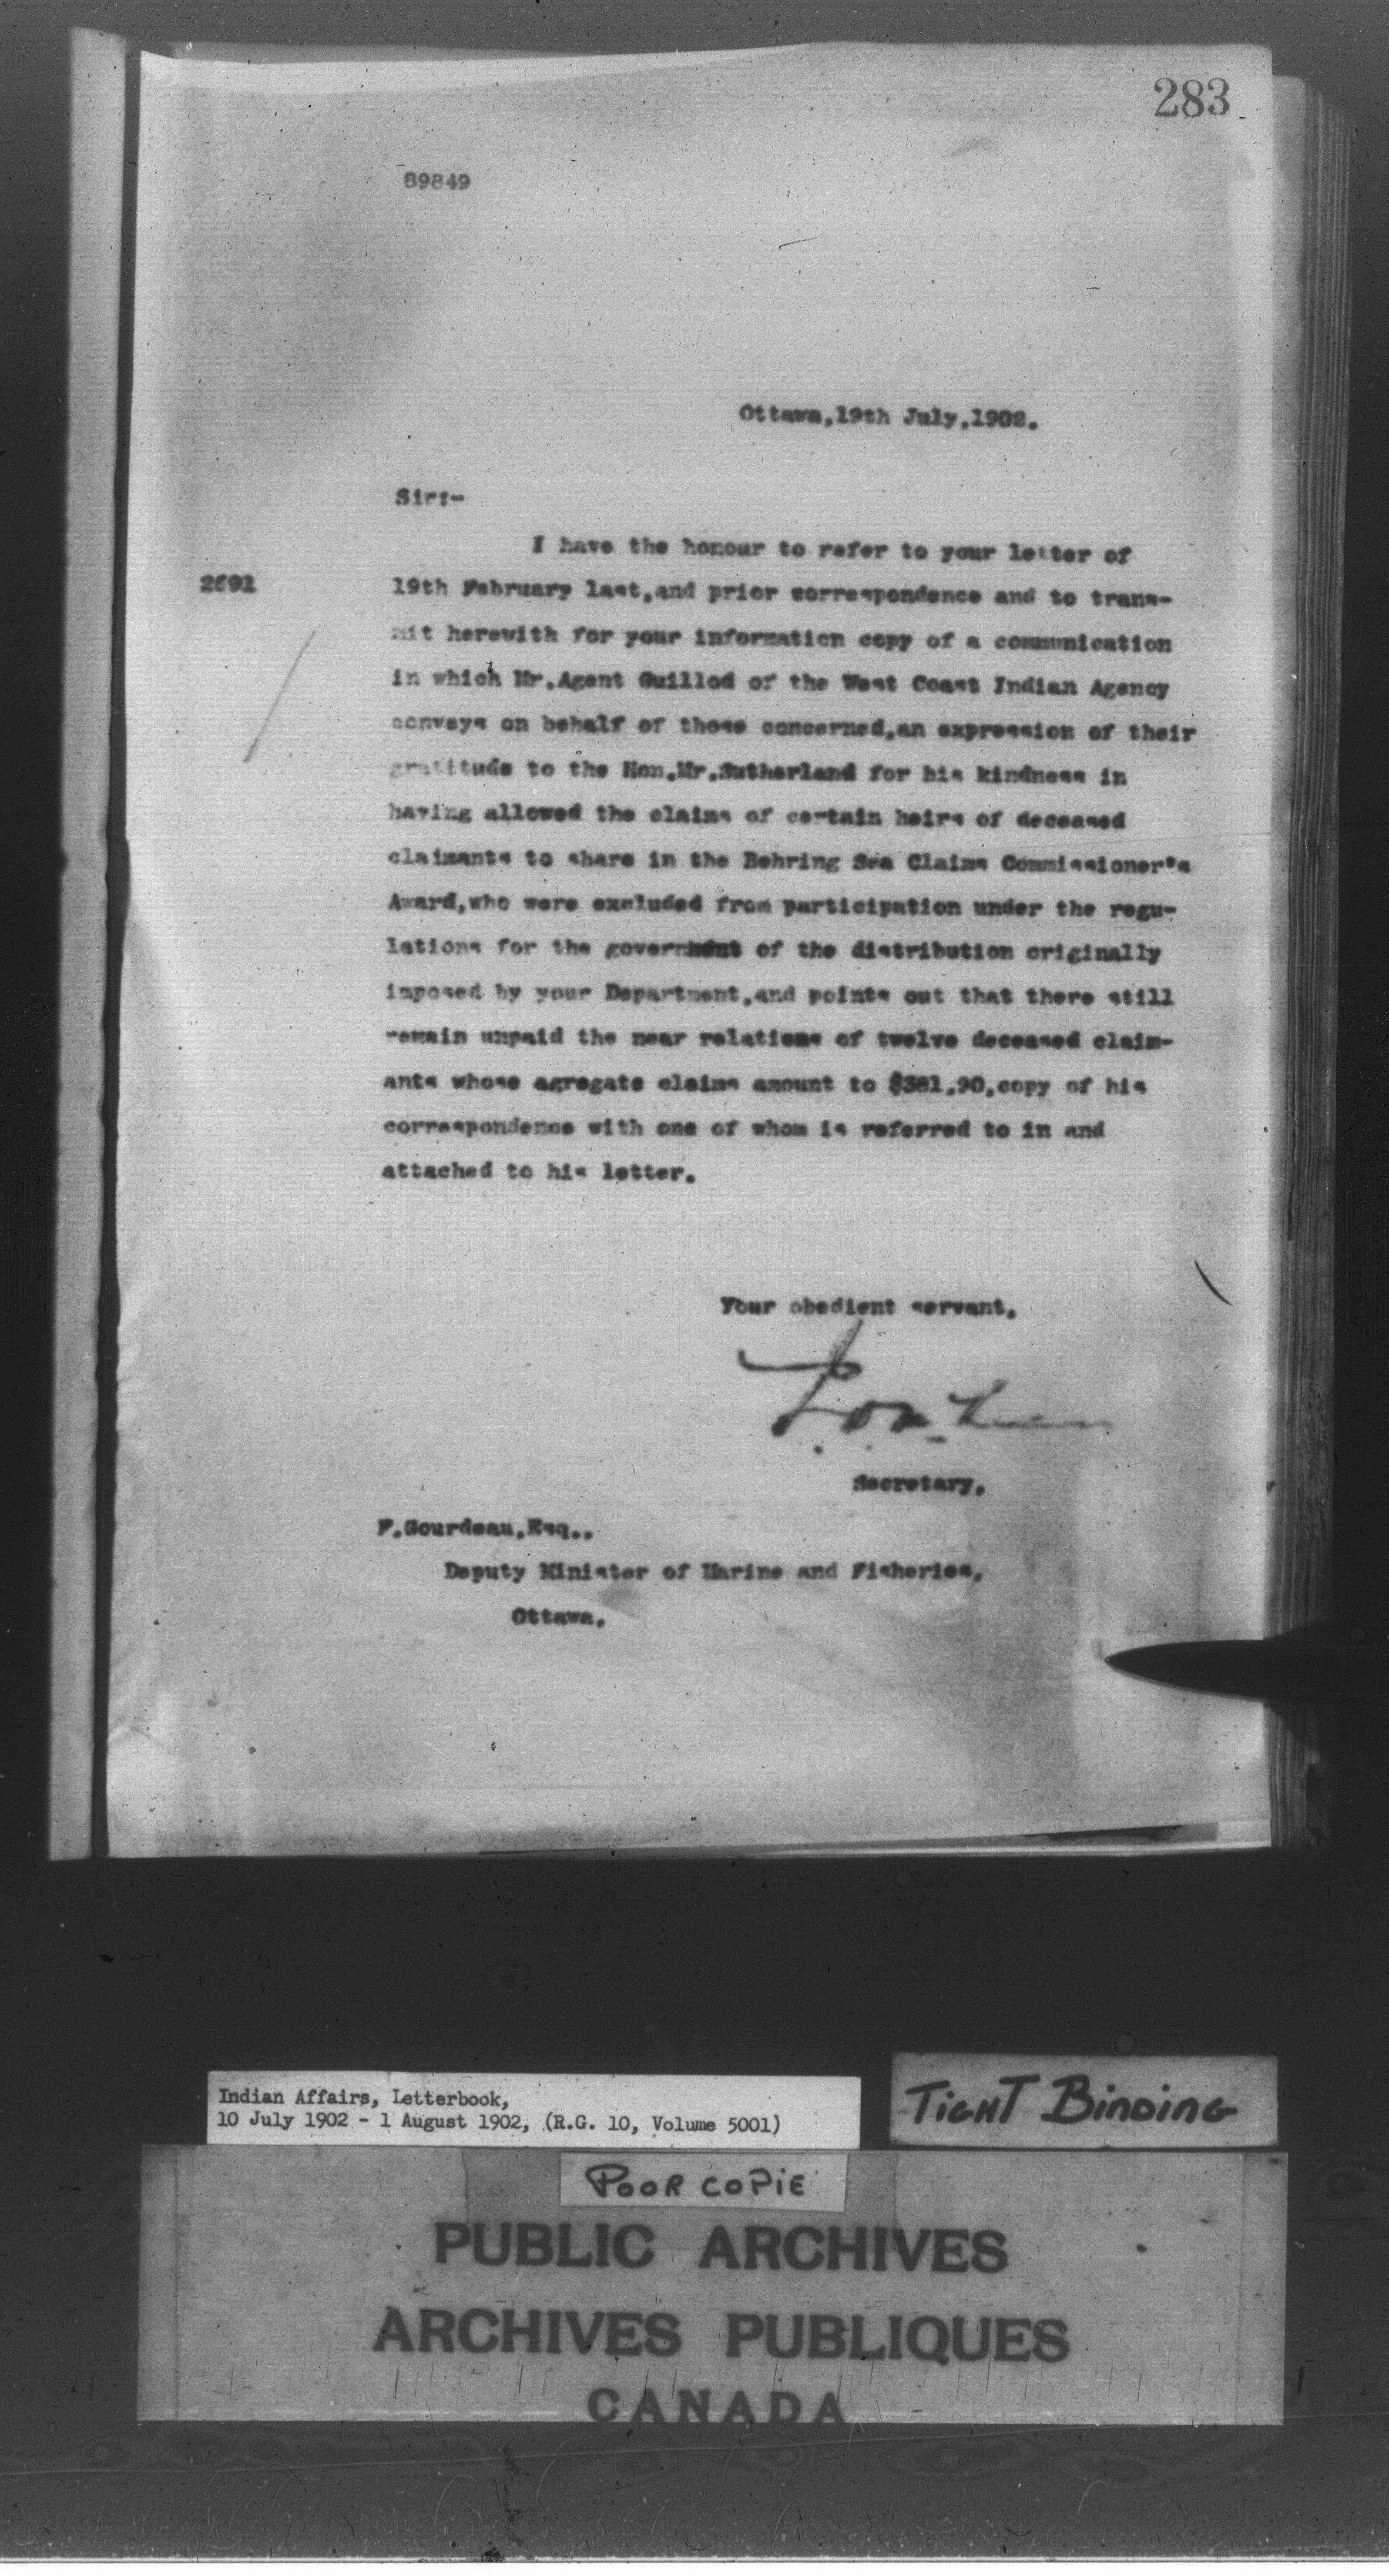 283
89849
Ottawa,19th July,1902.
Sir:-
I have the honour to refer to your letter of
2691
19th February last,and prior correspondence and to trans-
mit herewith for your information copy of a communication
in which Mr.Agent Guillod of the West Coast Indian Agency
conveys on behalf of those concerned,an expression of their
gratitude to the Hon.Mr.Sutherland for his kindness in
having allowed the claims of certain heirs of deceased
claimants to share in the Behring Sea Claims Commissioner's
Award,who were excluded from participation under the regu-
lations for the government of the distribution originally
imposed by your Department,and points out that there still
remain unpaid the near relations of twelve deceased claim-
ants whose agregate claims amount to $381.90,copy of his
correspondence with one of whom is referred to in and
attached to his letter.
Your obedient servant,
Secretary.
F.Gourdeau,Esq.,
Deputy Minister of Marine and Fisheries,
Ottawa.
Indian Affairs, Letterbook,
10 July 1902 - 1 August 1902, (R.G. 10, Volume 5001)
TIGHT BINDING
POOR COPIE
PUBLIC ARCHIVES
ARCHIVES PUBLIQUES
CANADA